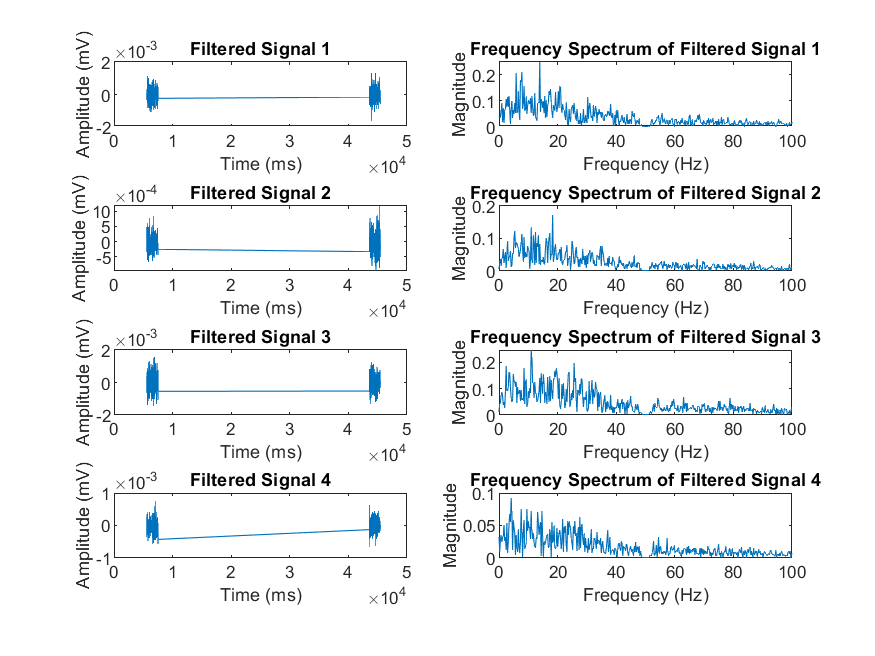 Filtered Signal 1
×10-3
Amplitude (mV)
2
0
-2
0 1 2 3 4 5
Time (ms)
×104
Frequency Spectrum of Filtered Signal 1
Magnitude
0.2
0.1
0
0 20 40 60 80 100
Frequency (Hz)
Filtered Signal 2
×10-4
Amplitude (mV)
10
5
0
-5
0 1 2 3 4 5
Time (ms)
×104
Frequency Spectrum of Filtered Signal 2
Magnitude
0.2
0.1
0
0 20 40 60 80 100
Frequency (Hz)
Filtered Signal 3
×10-3
Amplitude (mV)
2
0
-2
0 1 2 3 4 5
Time (ms)
×104
Frequency Spectrum of Filtered Signal 3
Magnitude
0.2
0.1
0
0 20 40 60 80 100
Frequency (Hz)
Filtered Signal 4
×10-3
Amplitude (mV)
1
0
-1
0 1 2 3 4 5
Time (ms)
×104
Frequency Spectrum of Filtered Signal 4
Magnitude
0.1
0.05
0
0 20 40 60 80 100
Frequency (Hz)